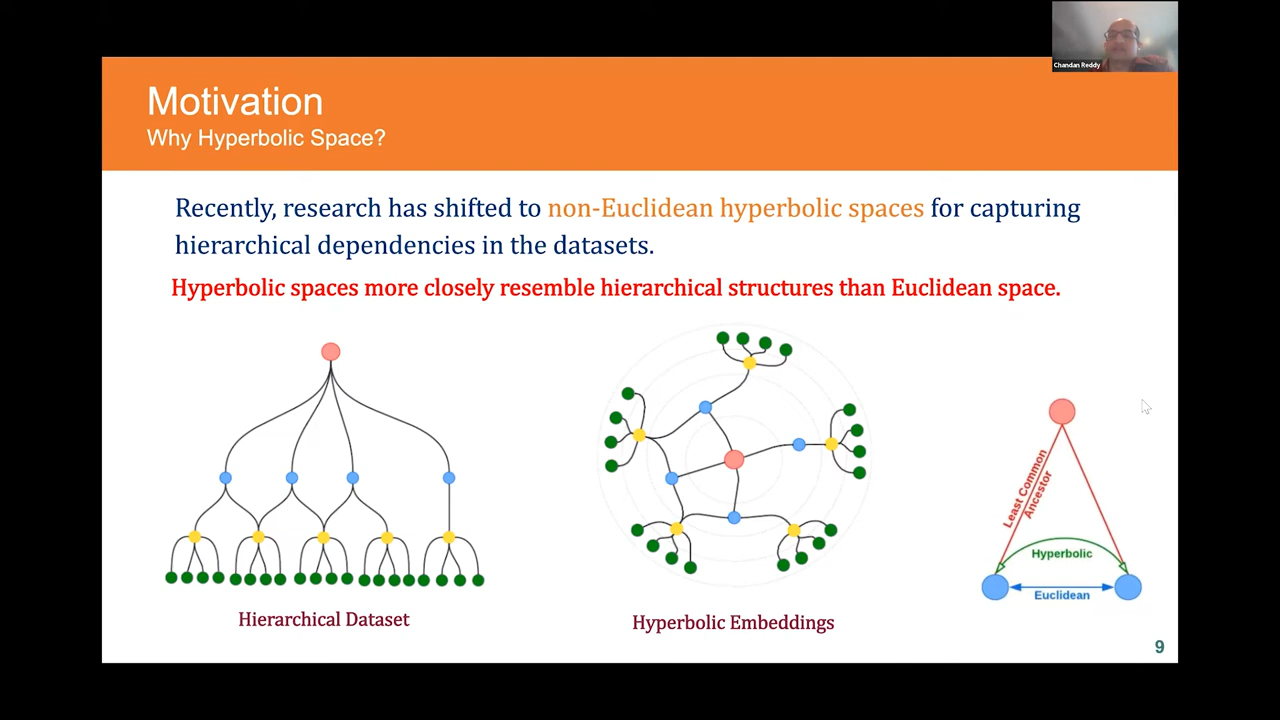 Chandan Reddy
Motivation
Why Hyperbolic Space?
Recently, research has shifted to non-Euclidean hyperbolic spaces for capturing
hierarchical dependencies in the datasets.
Hyperbolic spaces more closely resemble hierarchical structures than Euclidean space.
Hierarchical Dataset
Hyperbolic Embeddings
Least Common
Ancestor
Hyperbolic
Euclidean
9